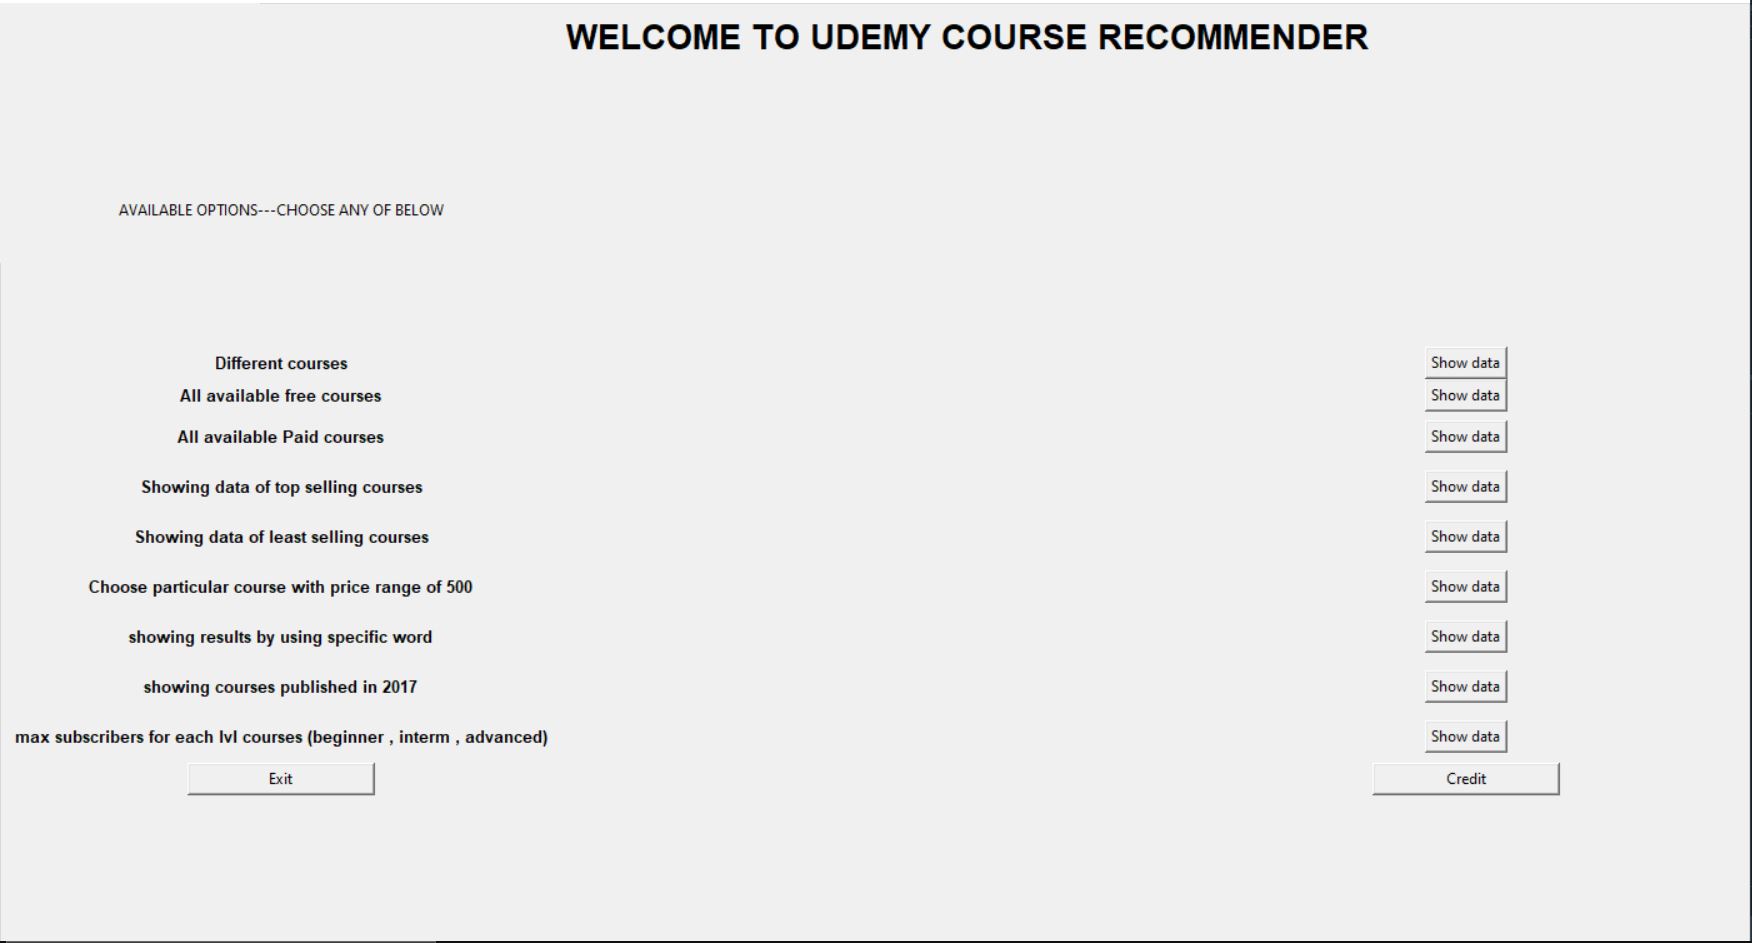 WELCOME TO UDEMY COURSE RECOMMENDER
AVAILABLE OPTIONS---CHOOSE ANY OF BELOW
Different courses Show data
All available free courses Show data
All available Paid courses Show data
Showing data of top selling courses Show data
Showing data of least selling courses Show data
Choose particular course with price range of 500 Show data
showing results by using specific word Show data
showing courses published in 2017 Show data
max subscribers for each lvl courses (beginner , interm , advanced) Show data
Exit Credit